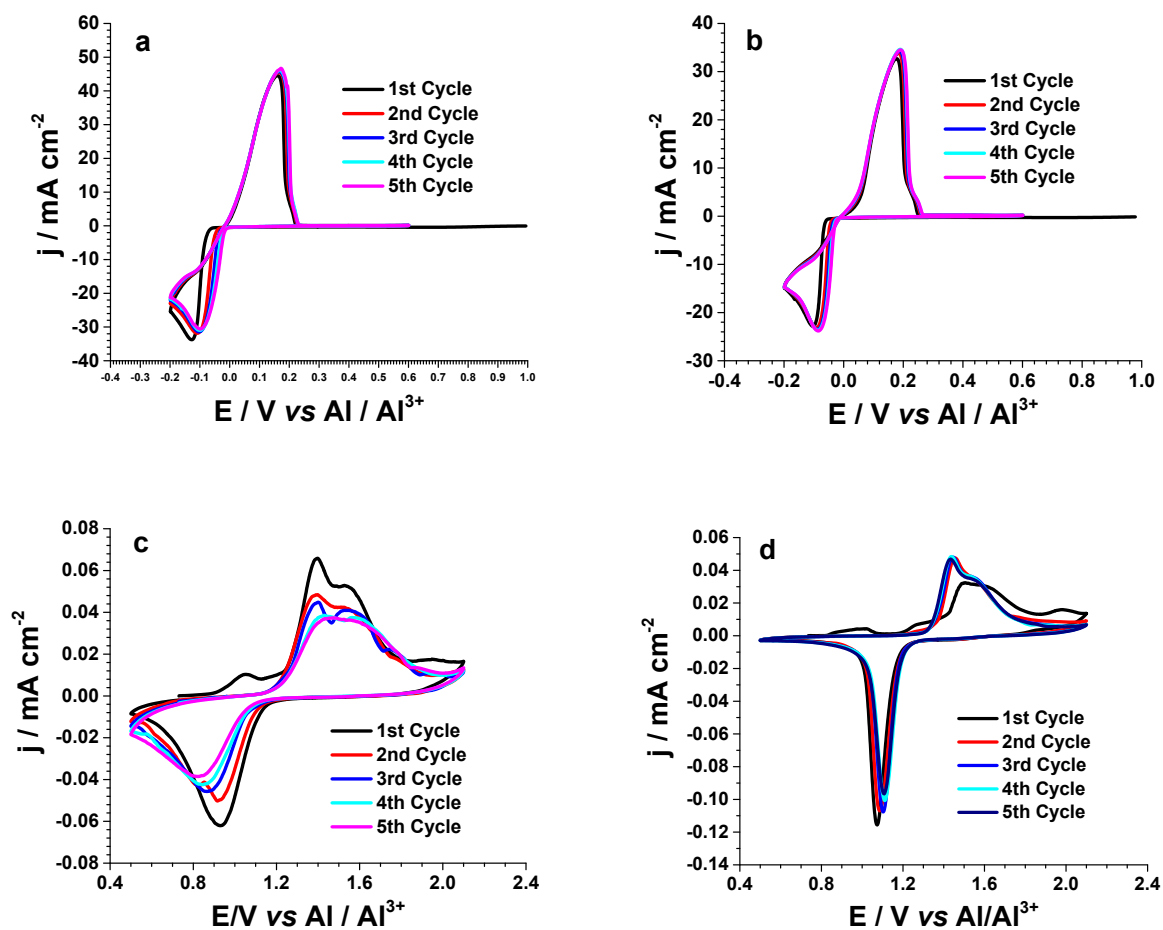 a
60
50
40
30
20
10
0
-10
-20
-30
-40
j / mA cm⁻²
1st Cycle
2nd Cycle
3rd Cycle
4th Cycle
5th Cycle
-0.4 -0.3 -0.2 -0.1 0.0 0.1 0.2 0.3 0.4 0.5 0.6 0.7 0.8 0.9 1.0
E / V vs Al / Al³⁺
b
40
30
20
10
0
-10
-20
-30
j / mA cm⁻²
1st Cycle
2nd Cycle
3rd Cycle
4th Cycle
5th Cycle
-0.4 -0.2 0.0 0.2 0.4 0.6 0.8 1.0
E / V vs Al / Al³⁺
c
0.08
0.06
0.04
0.02
0.00
-0.02
-0.04
-0.06
-0.08
j / mA cm⁻²
1st Cycle
2nd Cycle
3rd Cycle
4th Cycle
5th Cycle
0.4 0.8 1.2 1.6 2.0 2.4
E/V vs Al / Al³⁺
d
0.06
0.04
0.02
0.00
-0.02
-0.04
-0.06
-0.08
-0.10
-0.12
-0.14
j / mA cm⁻²
1st Cycle
2nd Cycle
3rd Cycle
4th Cycle
5th Cycle
0.4 0.8 1.2 1.6 2.0 2.4
E / V vs Al/Al³⁺